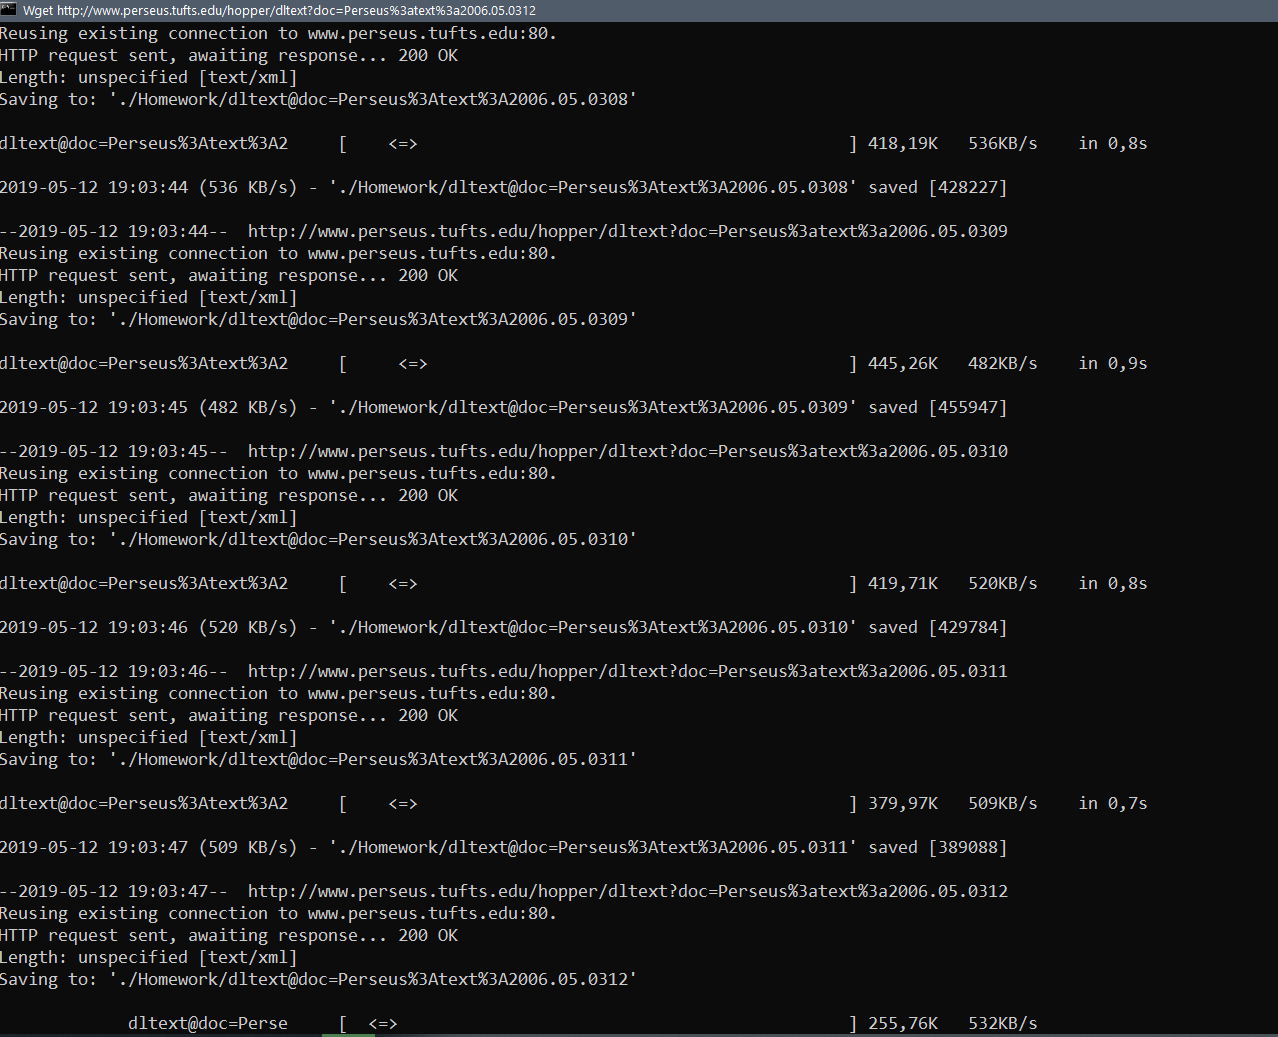 Wget http://www.perseus.tufts.edu/hopper/dltext?doc=Perseus%3atext%3a2006.05.0312
Reusing existing connection to www.perseus.tufts.edu:80.
HTTP request sent, awaiting response... 200 OK
Length: unspecified [text/xml]
Saving to: './Homework/dltext@doc=Perseus%3Atext%3A2006.05.0308'
dltext@doc=Perseus%3Atext%3A2     [    <=>                                           ] 418,19K   536KB/s    in 0,8s
2019-05-12 19:03:44 (536 KB/s) - './Homework/dltext@doc=Perseus%3Atext%3A2006.05.0308' saved [428227]
--2019-05-12 19:03:44--  http://www.perseus.tufts.edu/hopper/dltext?doc=Perseus%3atext%3a2006.05.0309
Reusing existing connection to www.perseus.tufts.edu:80.
HTTP request sent, awaiting response... 200 OK
Length: unspecified [text/xml]
Saving to: './Homework/dltext@doc=Perseus%3Atext%3A2006.05.0309'
dltext@doc=Perseus%3Atext%3A2     [     <=>                                          ] 445,26K   482KB/s    in 0,9s
2019-05-12 19:03:45 (482 KB/s) - './Homework/dltext@doc=Perseus%3Atext%3A2006.05.0309' saved [455947]
--2019-05-12 19:03:45--  http://www.perseus.tufts.edu/hopper/dltext?doc=Perseus%3atext%3a2006.05.0310
Reusing existing connection to www.perseus.tufts.edu:80.
HTTP request sent, awaiting response... 200 OK
Length: unspecified [text/xml]
Saving to: './Homework/dltext@doc=Perseus%3Atext%3A2006.05.0310'
dltext@doc=Perseus%3Atext%3A2     [    <=>                                           ] 419,71K   520KB/s    in 0,8s
2019-05-12 19:03:46 (520 KB/s) - './Homework/dltext@doc=Perseus%3Atext%3A2006.05.0310' saved [429784]
--2019-05-12 19:03:46--  http://www.perseus.tufts.edu/hopper/dltext?doc=Perseus%3atext%3a2006.05.0311
Reusing existing connection to www.perseus.tufts.edu:80.
HTTP request sent, awaiting response... 200 OK
Length: unspecified [text/xml]
Saving to: './Homework/dltext@doc=Perseus%3Atext%3A2006.05.0311'
dltext@doc=Perseus%3Atext%3A2     [    <=>                                           ] 379,97K   509KB/s    in 0,7s
2019-05-12 19:03:47 (509 KB/s) - './Homework/dltext@doc=Perseus%3Atext%3A2006.05.0311' saved [389088]
--2019-05-12 19:03:47--  http://www.perseus.tufts.edu/hopper/dltext?doc=Perseus%3atext%3a2006.05.0312
Reusing existing connection to www.perseus.tufts.edu:80.
HTTP request sent, awaiting response... 200 OK
Length: unspecified [text/xml]
Saving to: './Homework/dltext@doc=Perseus%3Atext%3A2006.05.0312'
dltext@doc=Perse     [  <=>                                             ] 255,76K   532KB/s